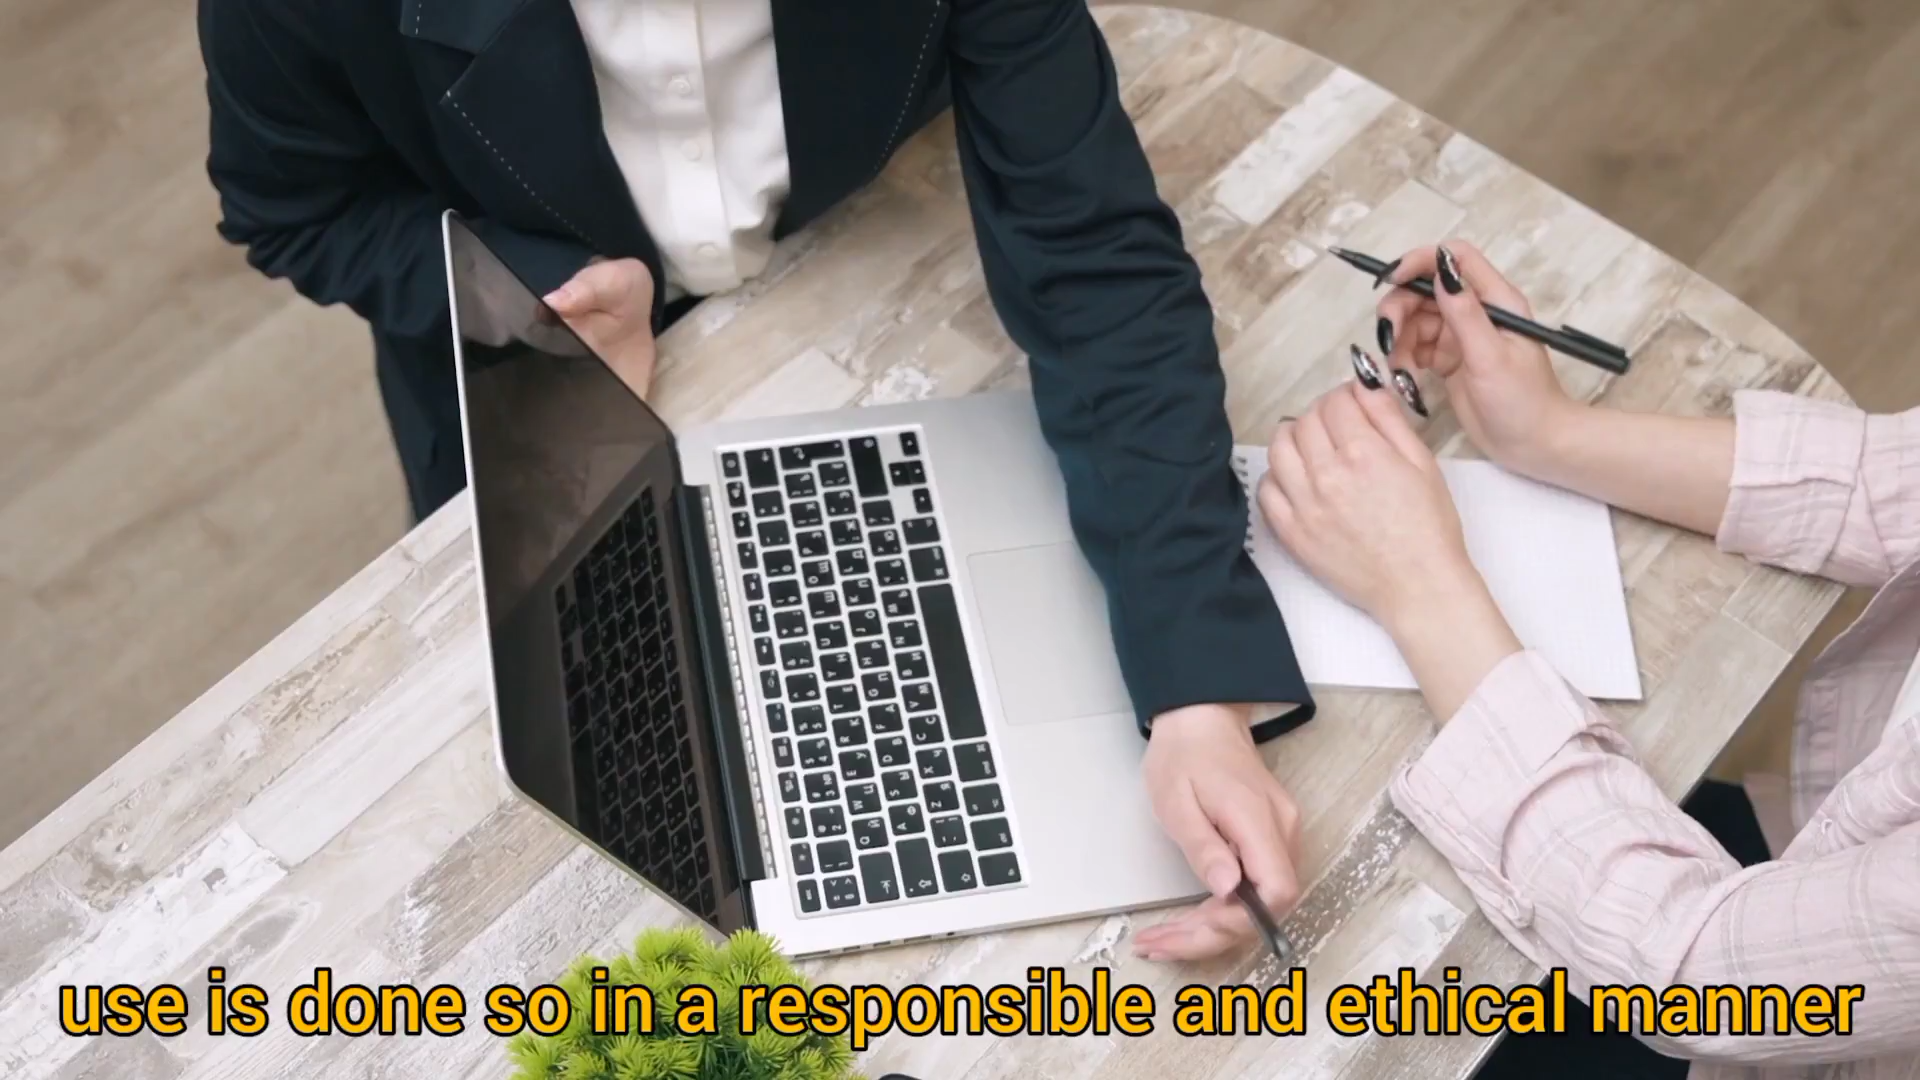 use is done so in a responsible and ethical manner